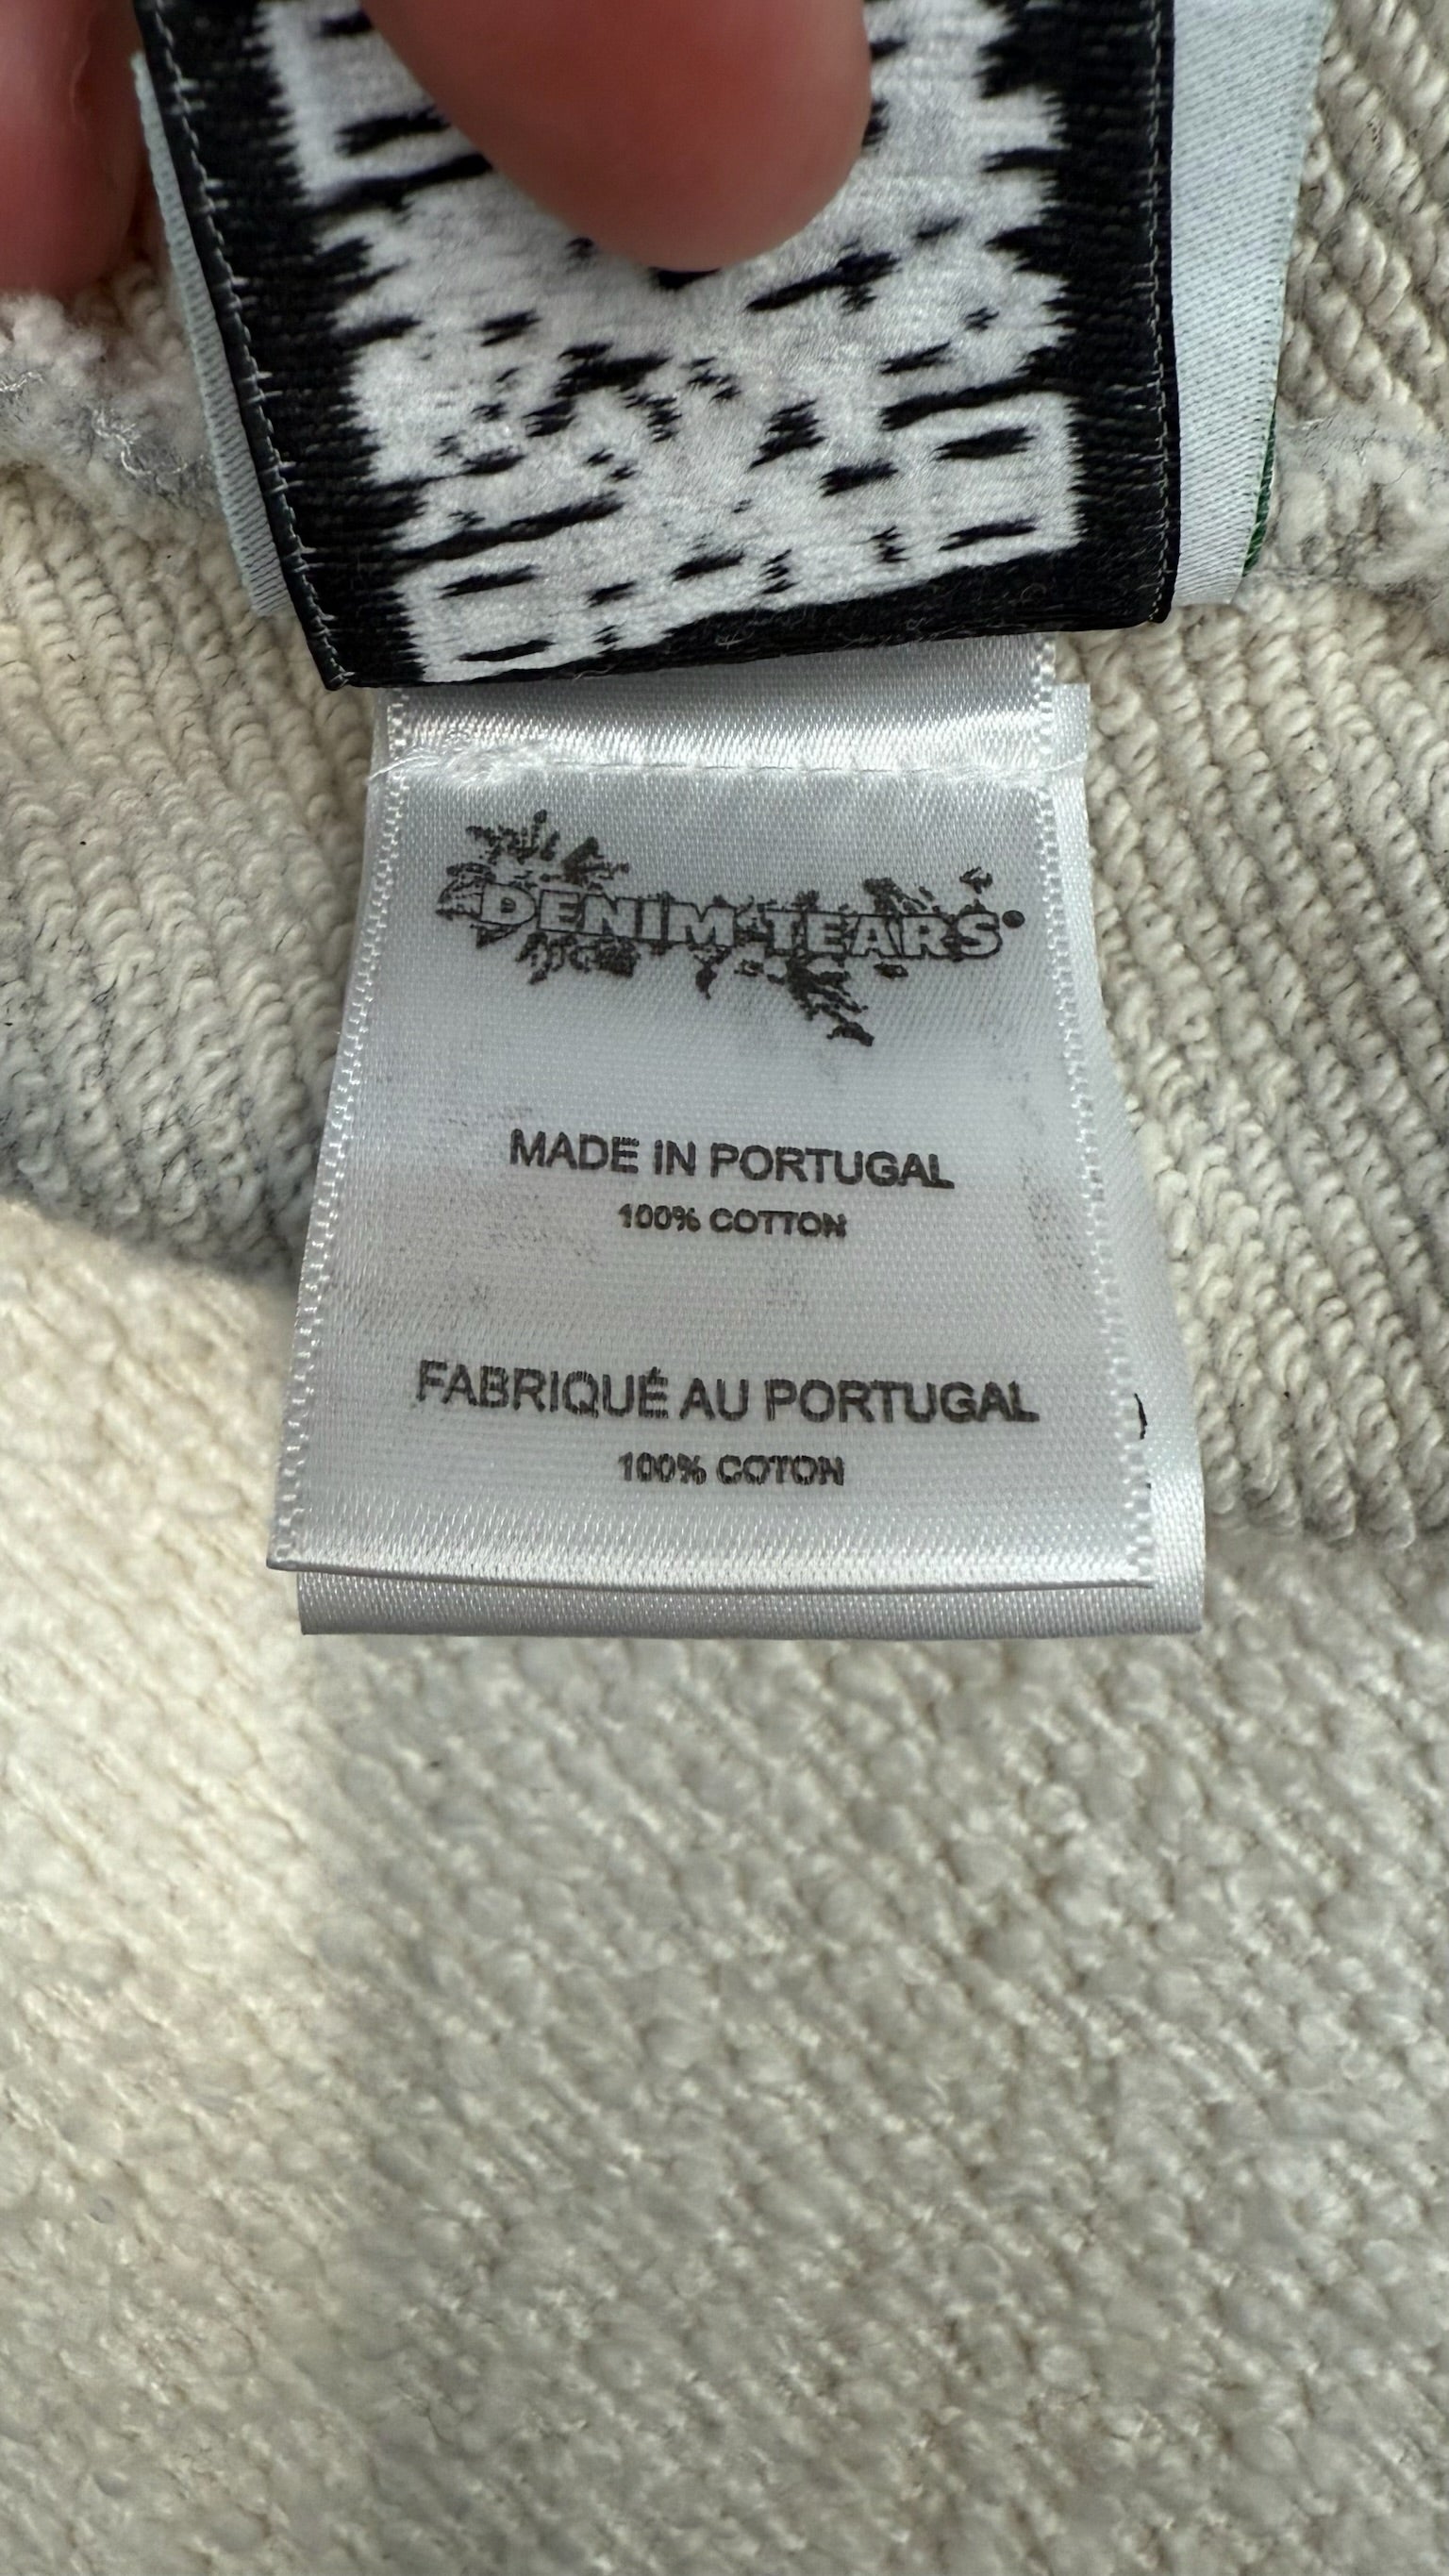 DENIM TEARS
MADE IN PORTUGAL
100% COTTON
FABRIQUÉ AU PORTUGAL
100% COTON